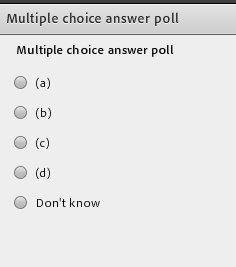 Multiple choice answer poll
Multiple choice answer poll
(a)
(b)
(c)
(d)
Don't know